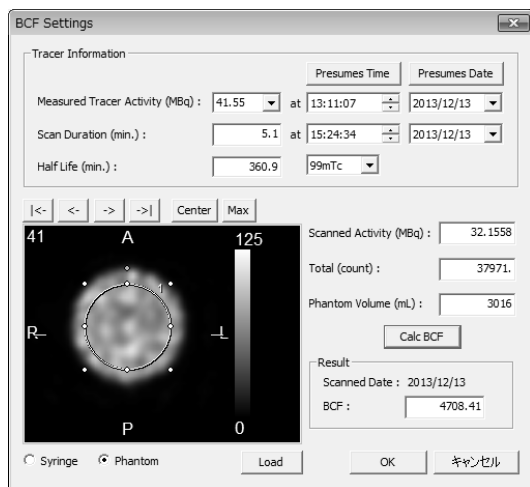 BCF Settings
Tracer Information
Presumes Time Presumes Date
Measured Tracer Activity (MBq) : 41.55 at 13:11:07 2013/12/13
Scan Duration (min.) : 5.1 at 15:24:34 2013/12/13
Half Life (min.) : 360.9 99mTc
|<- <- -> ->| Center Max
41 A 125
1
R L
P 0
Scanned Activity (MBq) : 32.1558
Total (count) : 37971.
Phantom Volume (mL) : 3016
Calc BCF
Result
Scanned Date : 2013/12/13
BCF : 4708.41
Syringe Phantom Load OK キャンセル